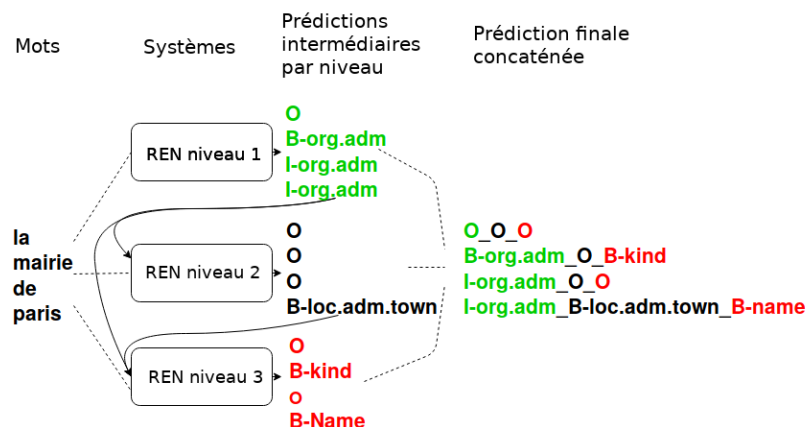 Mots
Systèmes
Prédictions
intermédiaires
par niveau
Prédiction finale
concaténée
la
mairie
de
paris
REN niveau 1
O
B-org.adm
I-org.adm
I-org.adm
REN niveau 2
O
O
O
B-loc.adm.town
REN niveau 3
O
B-kind
O
B-Name
O_O_O
B-org.adm_O_B-kind
I-org.adm_O_O
I-org.adm_B-loc.adm.town_B-name